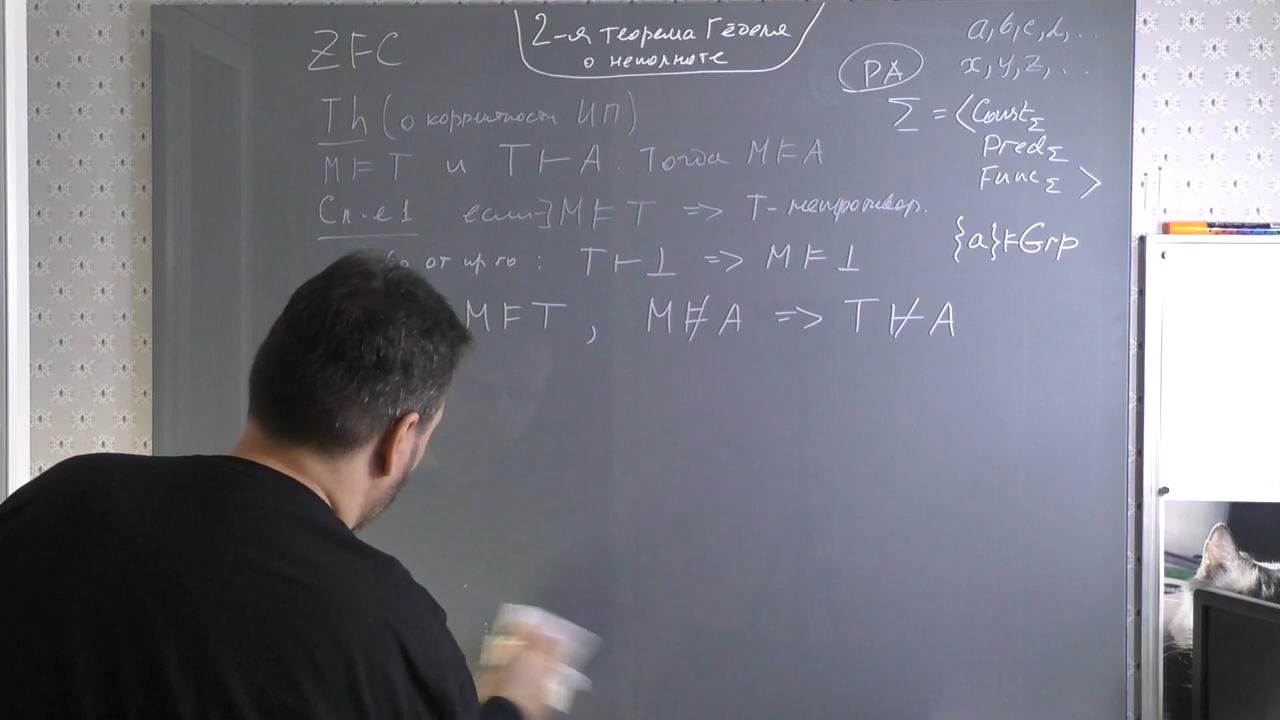 2-я теорема Гёделя
о неполноте
ZFC
Th (о корректности ИП)
M ⊨ T и T ⊢ A. Тогда M ⊨ A
Сл-е1 если ∃ M ⊨ T => T - непротивор.
от пр-го : T ⊢ ⊥ => M ⊨ ⊥
M ⊨ T , M ⊭ A => T ⊬ A
PA
a, b, c, d, ..
x, y, z, ..
Σ = ⟨Const_Σ
Pred_Σ
Func_Σ ⟩
{a} ⊨ Grp